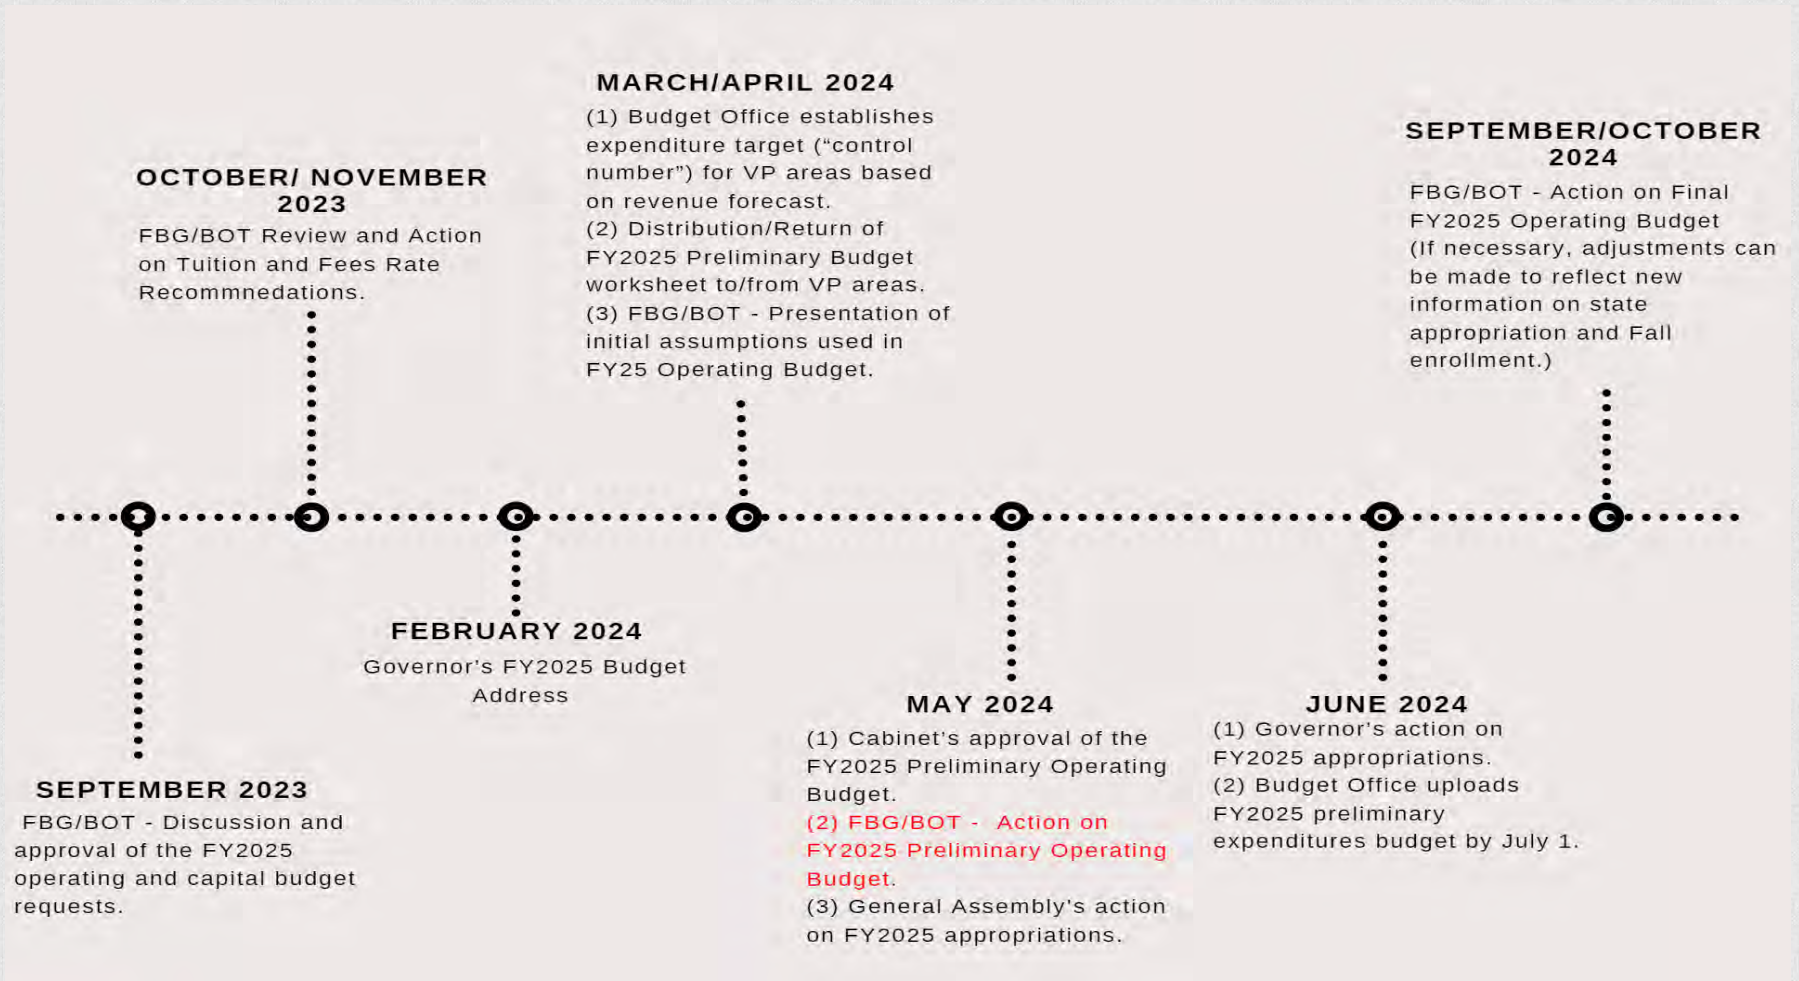 MARCH/APRIL 2024
(1) Budget Office establishes
expenditure target (“control
number”) for VP areas based
on revenue forecast.
(2) Distribution/Return of
FY2025 Preliminary Budget
worksheet to/from VP areas.
(3) FBG/BOT - Presentation of
initial assumptions used in
FY25 Operating Budget.
SEPTEMBER/OCTOBER
2024
FBG/BOT - Action on Final
FY2025 Operating Budget
(If necessary, adjustments can
be made to reflect new
information on state
appropriation and Fall
enrollment.)
OCTOBER/ NOVEMBER
2023
FBG/BOT Review and Action
on Tuition and Fees Rate
Recommnedations.
FEBRUARY 2024
Governor's FY2025 Budget
Address
MAY 2024
(1) Cabinet's approval of the
FY2025 Preliminary Operating
Budget.
(2) FBG/BOT -  Action on
FY2025 Preliminary Operating
Budget.
(3) General Assembly's action
on FY2025 appropriations.
JUNE 2024
(1) Governor's action on
FY2025 appropriations.
(2) Budget Office uploads
FY2025 preliminary
expenditures budget by July 1.
SEPTEMBER 2023
FBG/BOT - Discussion and
approval of the FY2025
operating and capital budget
requests.